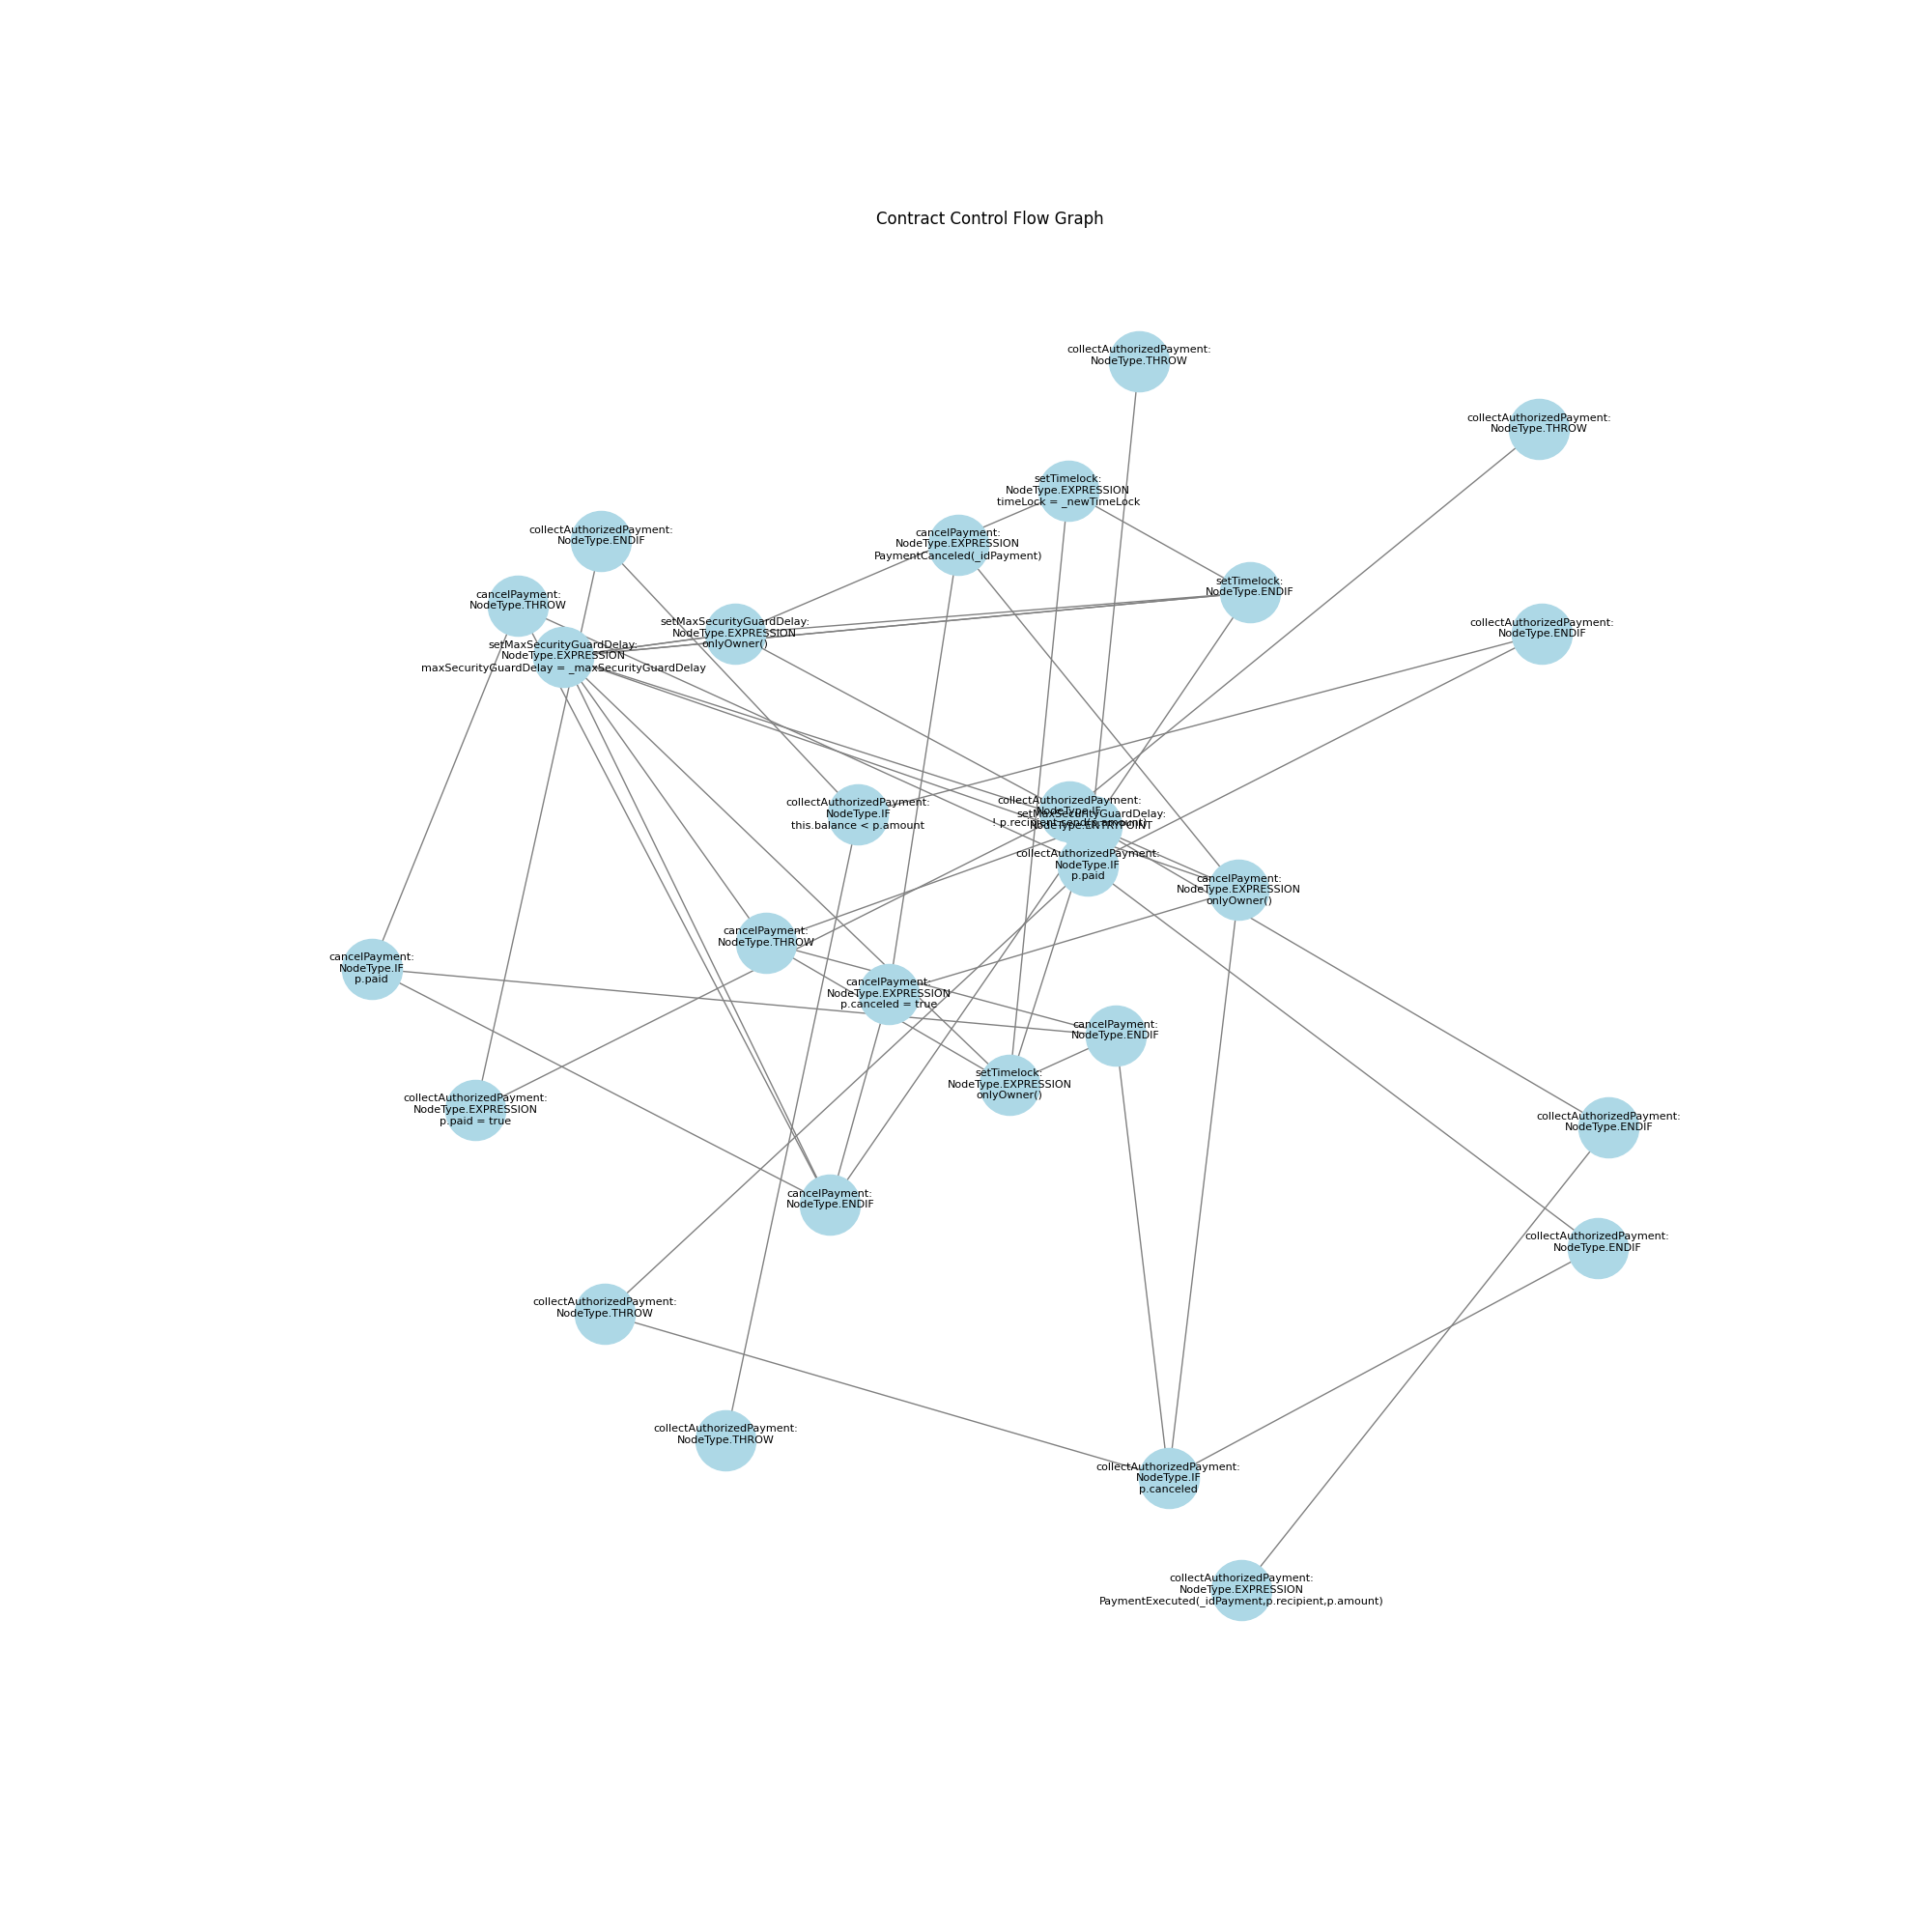 Contract Control Flow Graph
collectAuthorizedPayment:
NodeType.THROW
collectAuthorizedPayment:
NodeType.THROW
setTimelock:
NodeType.EXPRESSION
timeLock = _newTimeLock
collectAuthorizedPayment:
NodeType.ENDIF
cancelPayment:
NodeType.EXPRESSION
PaymentCanceled(_idPayment)
setTimelock:
NodeType.ENDIF
cancelPayment:
NodeType.THROW
setMaxSecurityGuardDelay:
NodeType.EXPRESSION
onlyOwner()
collectAuthorizedPayment:
NodeType.ENDIF
setMaxSecurityGuardDelay:
NodeType.EXPRESSION
maxSecurityGuardDelay = _maxSecurityGuardDelay
collectAuthorizedPayment:
NodeType.IF
this.balance < p.amount
collectAuthorizedPayment:
NodeType.IF
! p.recipient.send(p.amount)
setMaxSecurityGuardDelay:
NodeType.ENTRYPOINT
collectAuthorizedPayment:
NodeType.IF
p.paid
cancelPayment:
NodeType.EXPRESSION
onlyOwner()
cancelPayment:
NodeType.THROW
cancelPayment:
NodeType.IF
p.paid
cancelPayment:
NodeType.EXPRESSION
p.canceled = true
cancelPayment:
NodeType.ENDIF
setTimelock:
NodeType.EXPRESSION
onlyOwner()
collectAuthorizedPayment:
NodeType.EXPRESSION
p.paid = true
collectAuthorizedPayment:
NodeType.ENDIF
cancelPayment:
NodeType.ENDIF
collectAuthorizedPayment:
NodeType.ENDIF
collectAuthorizedPayment:
NodeType.THROW
collectAuthorizedPayment:
NodeType.THROW
collectAuthorizedPayment:
NodeType.IF
p.canceled
collectAuthorizedPayment:
NodeType.EXPRESSION
PaymentExecuted(_idPayment,p.recipient,p.amount)